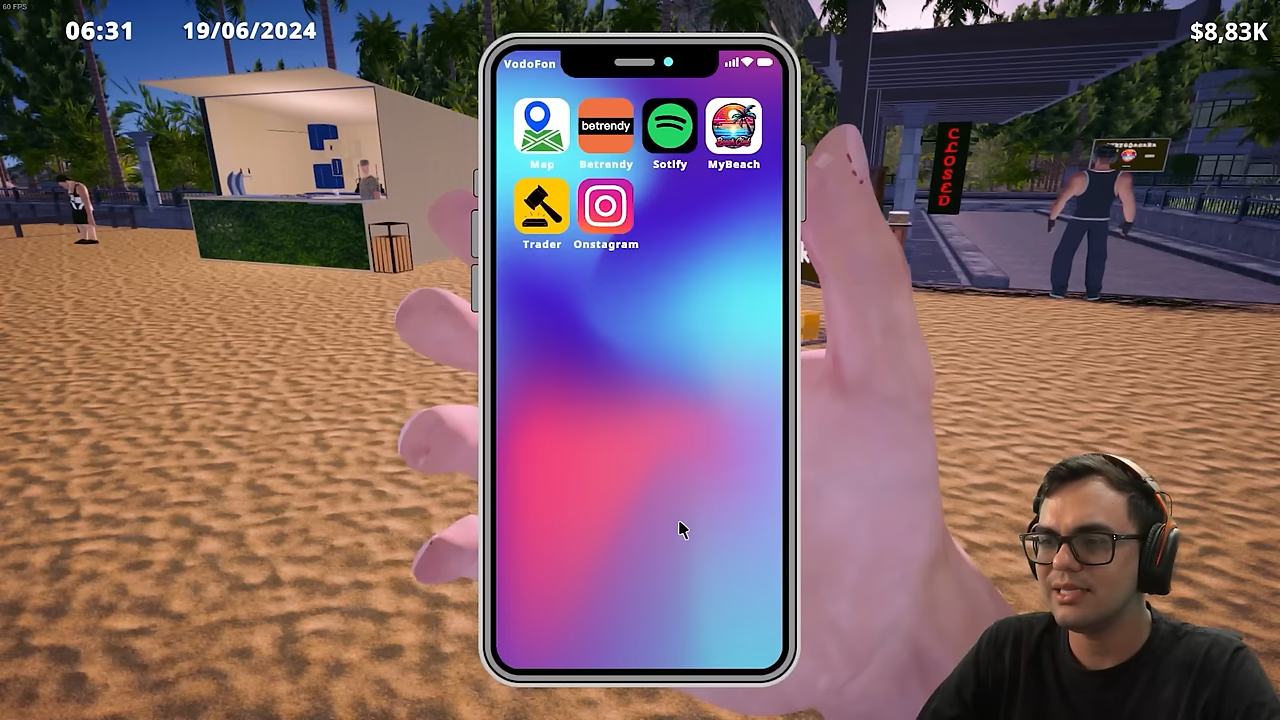 60 FPS
06:31
19/06/2024
$8,83K
VodoFon
betrendy
Map
Betrendy
Sotify
MyBeach
Trader
Onstagram
CLOSED